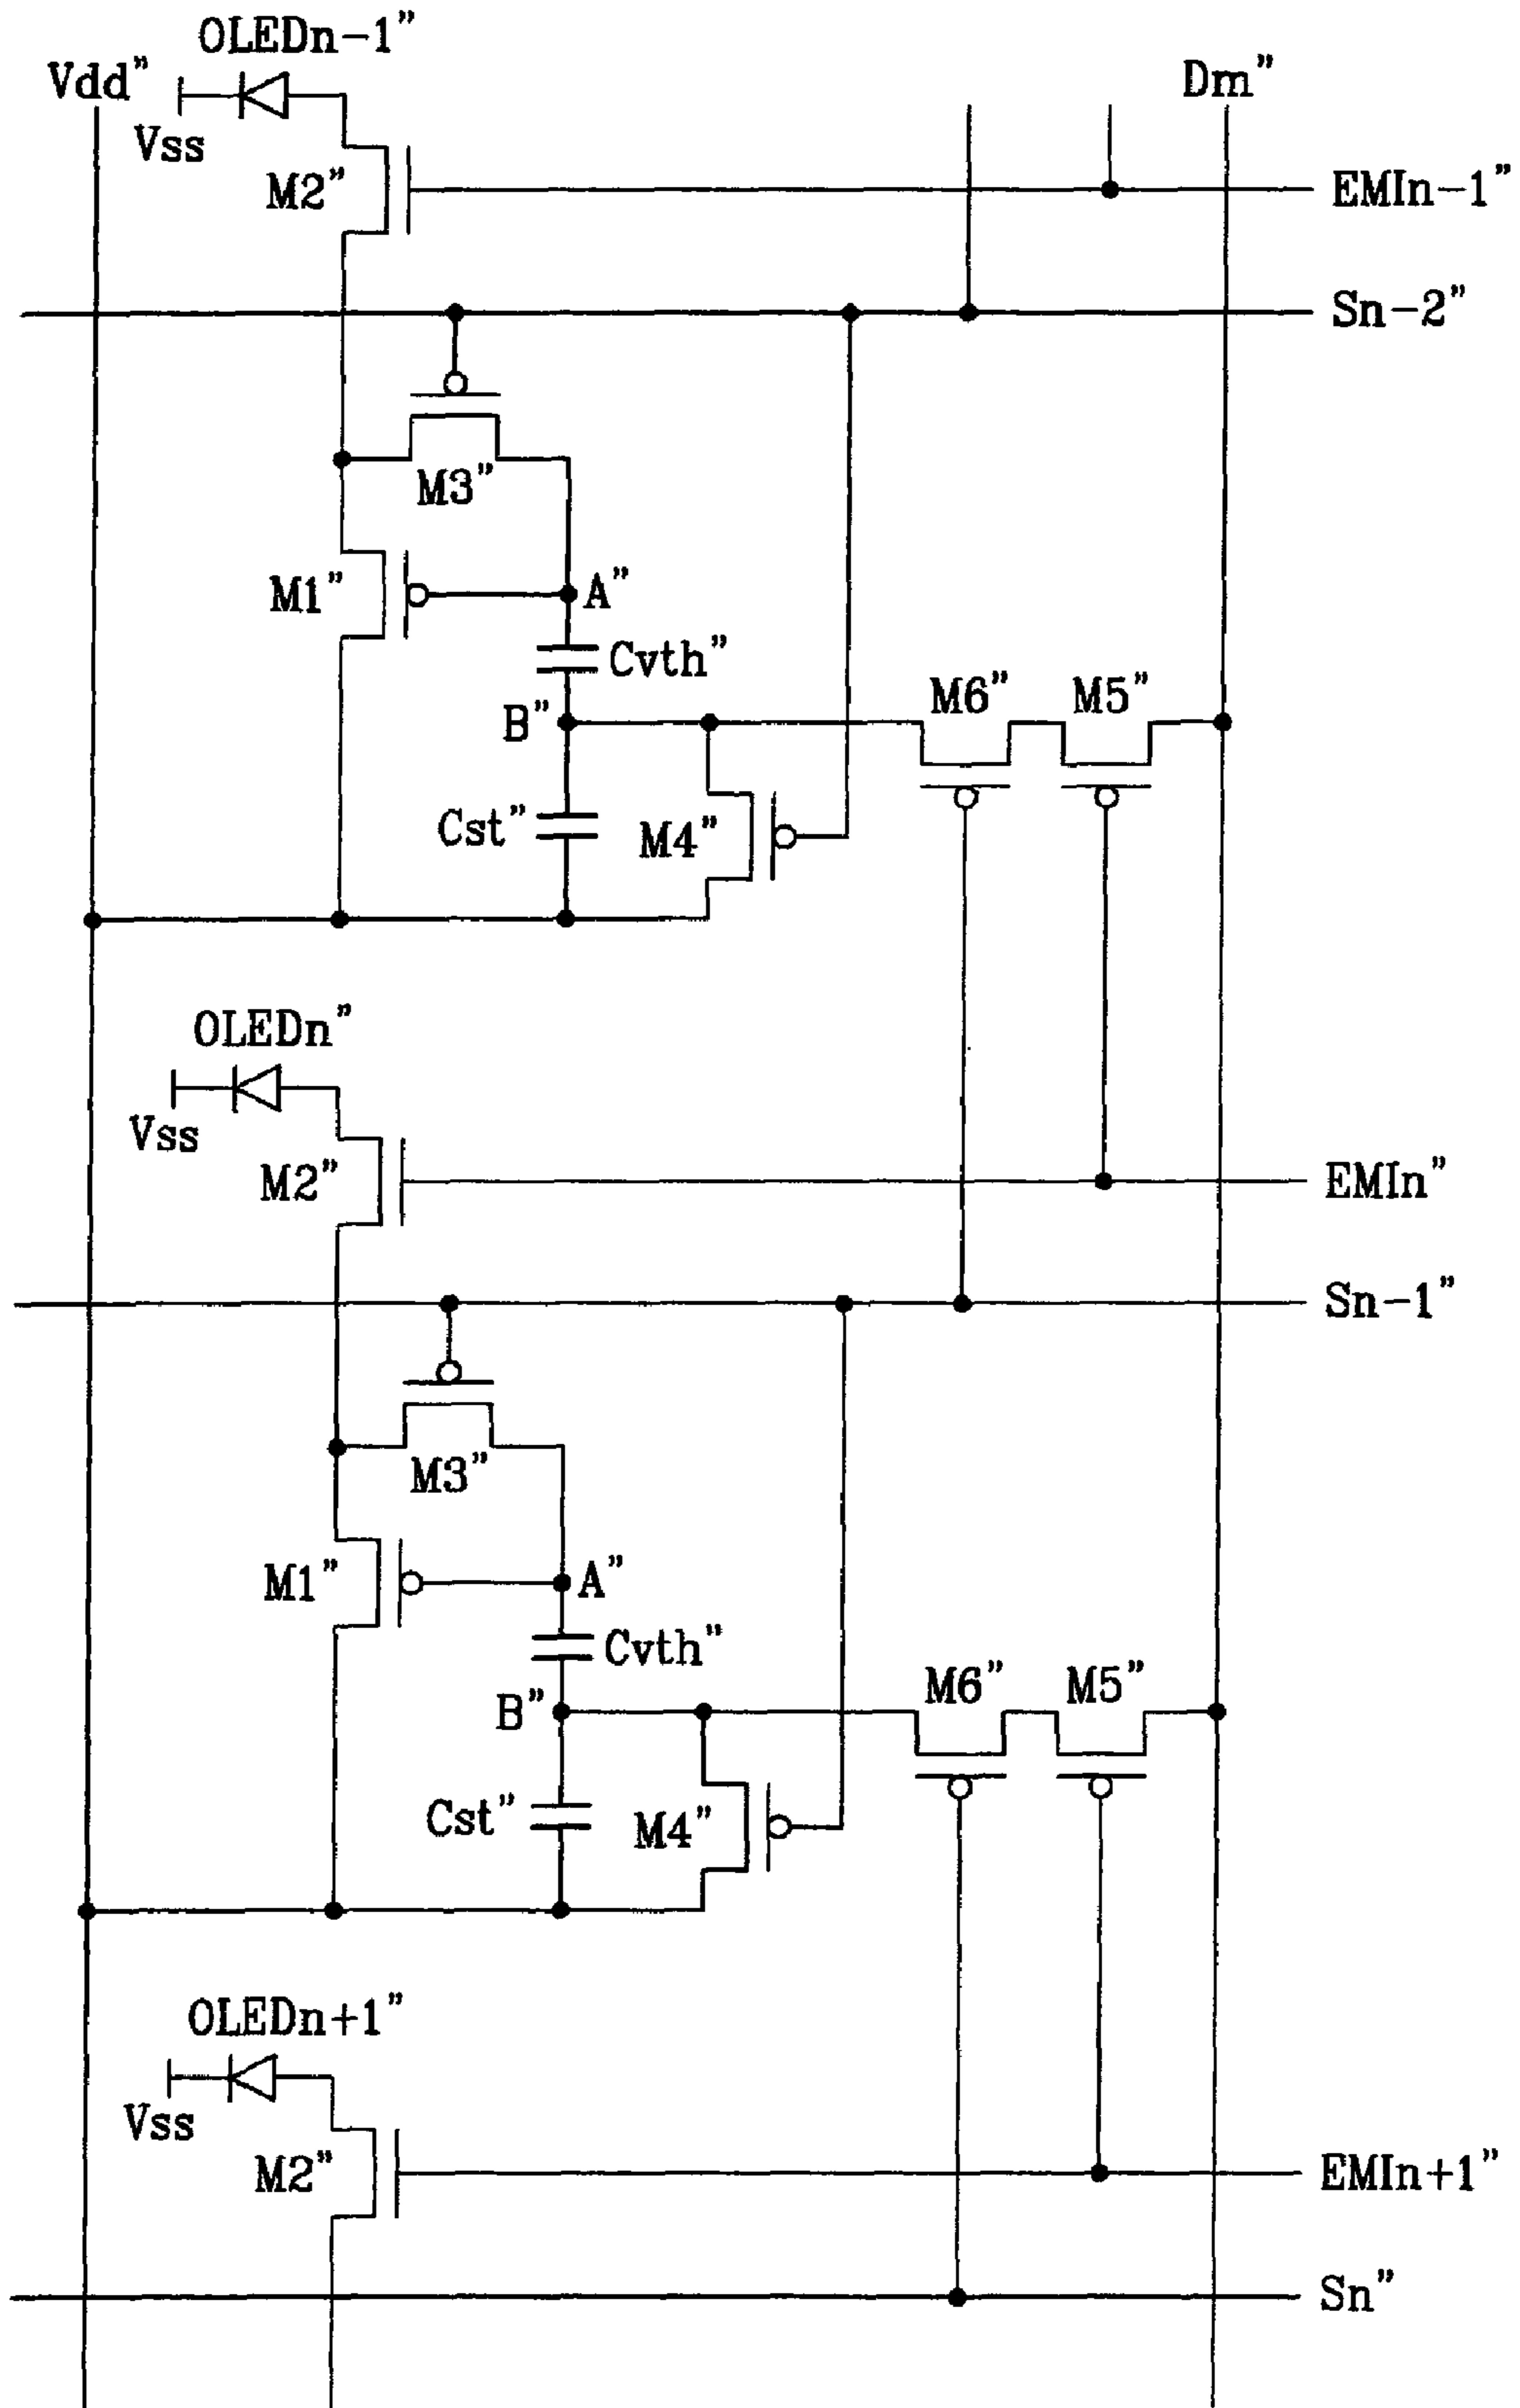 OLEDn-1"
Vdd"
Dm"
Vss
M2"
EMIn-1"
Sn-2"
M3"
M1"
A"
Cvth"
M6"
M5"
B"
Cst"
M4"
OLEDn"
Vss
M2"
EMIn"
Sn-1"
M3"
M1"
A"
Cvth"
M6"
M5"
B"
Cst"
M4"
OLEDn+1"
Vss
M2"
EMIn+1"
Sn"